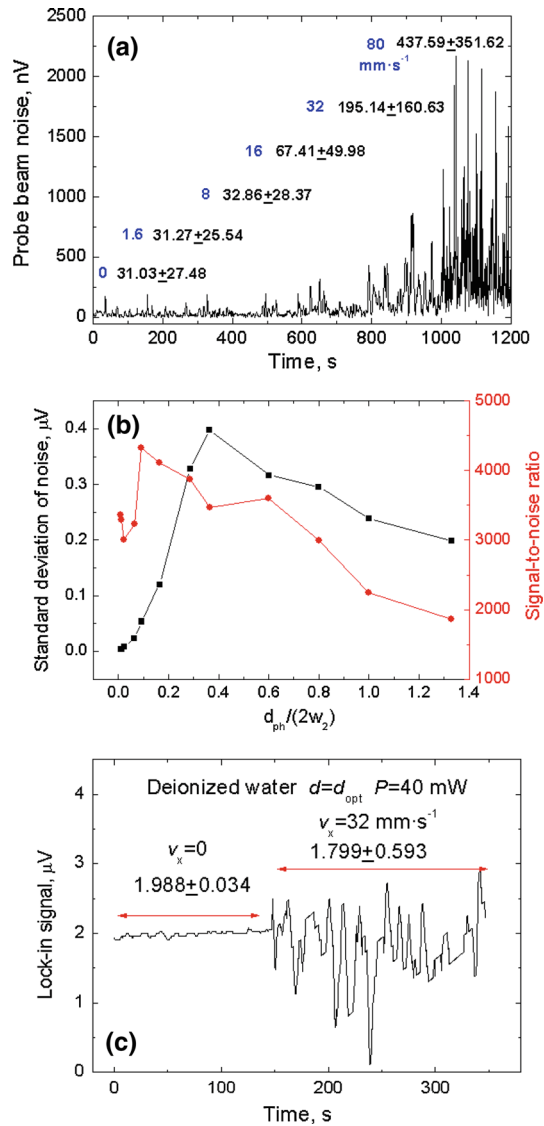 (a)
2500
2000
1500
1000
500
0
Probe beam noise, nV
80 437.59±351.62
mm·s⁻¹
32 195.14±160.63
16 67.41±49.98
8 32.86±28.37
1.6 31.27±25.54
0 31.03±27.48
0 200 400 600 800 1000 1200
Time, s
(b)
0.4
0.3
0.2
0.1
0.0
Standard deviation of noise, μV
5000
4000
3000
2000
1000
Signal-to-noise ratio
0.0 0.2 0.4 0.6 0.8 1.0 1.2 1.4
d_ph/(2w_2)
4
3
2
1
0
Lock-in signal, μV
Deionized water d=d_opt P=40 mW
v_x=32 mm·s⁻¹
v_x=0
1.799±0.593
1.988±0.034
(c)
0 100 200 300
Time, s